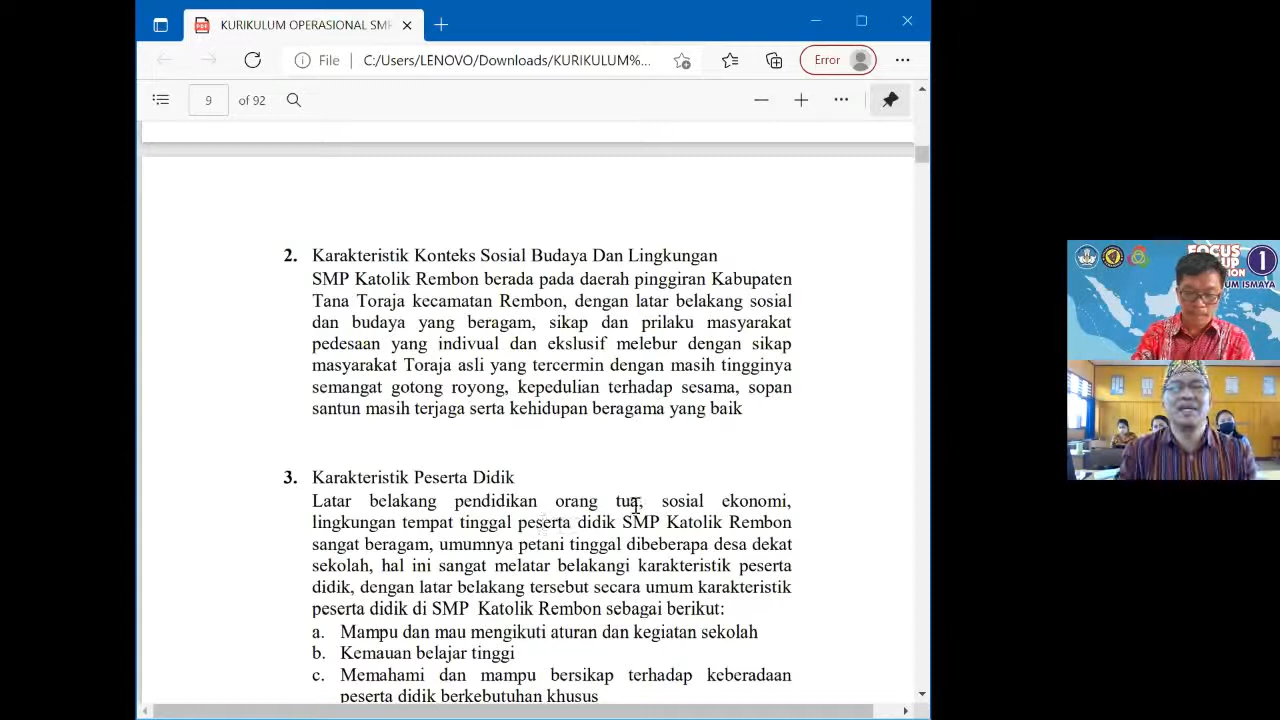 KURIKULUM OPERASIONAL SMP
Error
File
C:/Users/LENOVO/Downloads/KURIKULUM%...
9 of 92
2. Karakteristik Konteks Sosial Budaya Dan Lingkungan
SMP Katolik Rembon berada pada daerah pinggiran Kabupaten
Tana Toraja kecamatan Rembon, dengan latar belakang sosial
dan budaya yang beragam, sikap dan prilaku masyarakat
pedesaan yang indivual dan ekslusif melebur dengan sikap
masyarakat Toraja asli yang tercermin dengan masih tingginya
semangat gotong royong, kepedulian terhadap sesama, sopan
santun masih terjaga serta kehidupan beragama yang baik
3. Karakteristik Peserta Didik
Latar belakang pendidikan orang tua, sosial ekonomi,
lingkungan tempat tinggal peserta didik SMP Katolik Rembon
sangat beragam, umumnya petani tinggal dibeberapa desa dekat
sekolah, hal ini sangat melatar belakangi karakteristik peserta
didik, dengan latar belakang tersebut secara umum karakteristik
peserta didik di SMP Katolik Rembon sebagai berikut:
a. Mampu dan mau mengikuti aturan dan kegiatan sekolah
b. Kemauan belajar tinggi
c. Memahami dan mampu bersikap terhadap keberadaan
peserta didik berkebutuhan khusus
FOCUS
1
UM ISMAYA